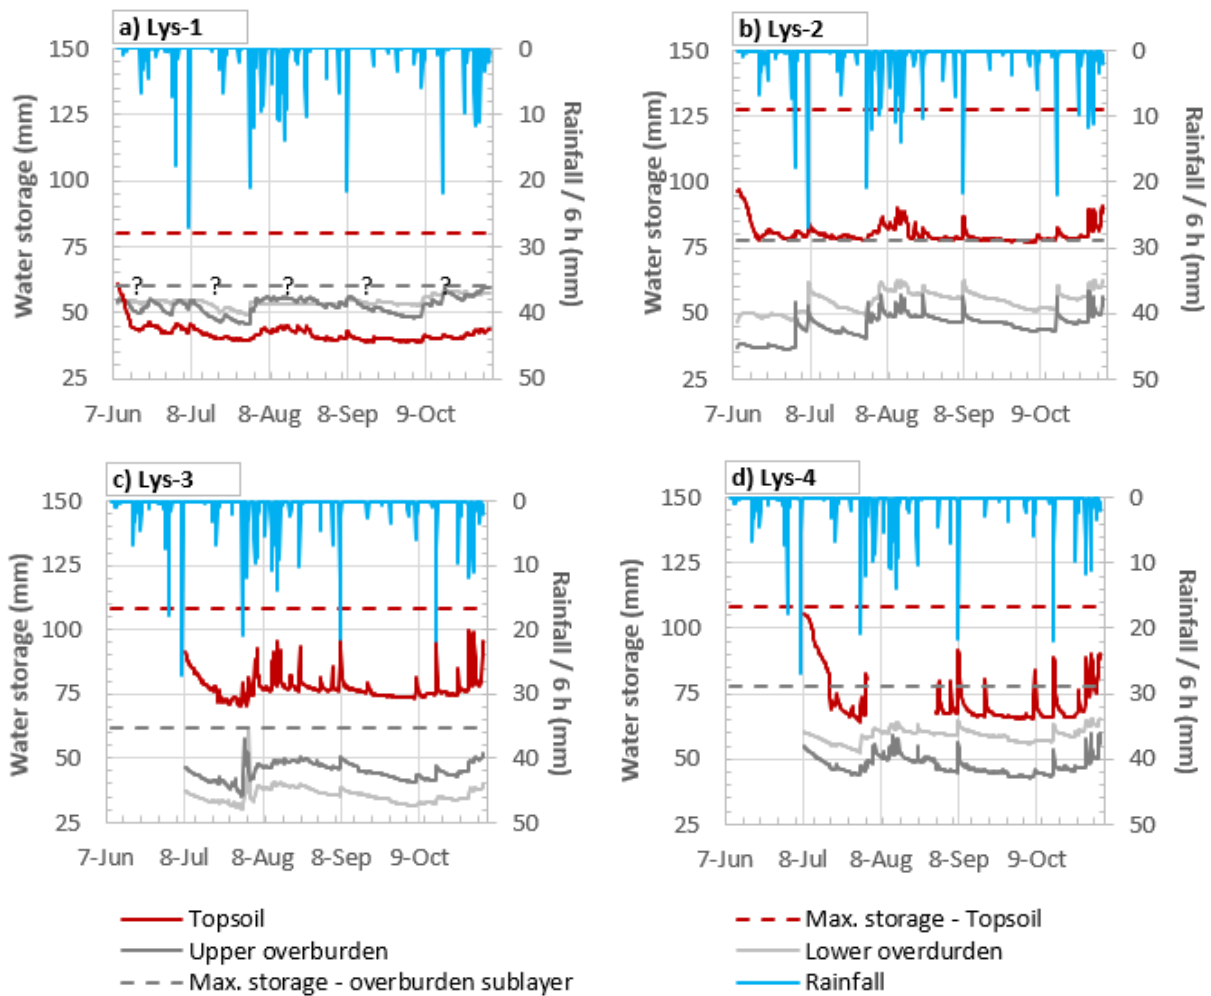 a) Lys-1
150
125
100
75
50
25
Water storage (mm)
0
10
20
30
40
50
Rainfall / 6 h (mm)
? ? ? ? ?
7-Jun 8-Jul 8-Aug 8-Sep 9-Oct
b) Lys-2
150
125
100
75
50
25
Water storage (mm)
0
10
20
30
40
50
Rainfall / 6 h (mm)
7-Jun 8-Jul 8-Aug 8-Sep 9-Oct
c) Lys-3
150
125
100
75
50
25
Water storage (mm)
0
10
20
30
40
50
Rainfall / 6 h (mm)
7-Jun 8-Jul 8-Aug 8-Sep 9-Oct
d) Lys-4
150
125
100
75
50
25
Water storage (mm)
0
10
20
30
40
50
Rainfall / 6 h (mm)
7-Jun 8-Jul 8-Aug 8-Sep 9-Oct
Topsoil
Max. storage - Topsoil
Upper overburden
Lower overdurden
Max. storage - overburden sublayer
Rainfall